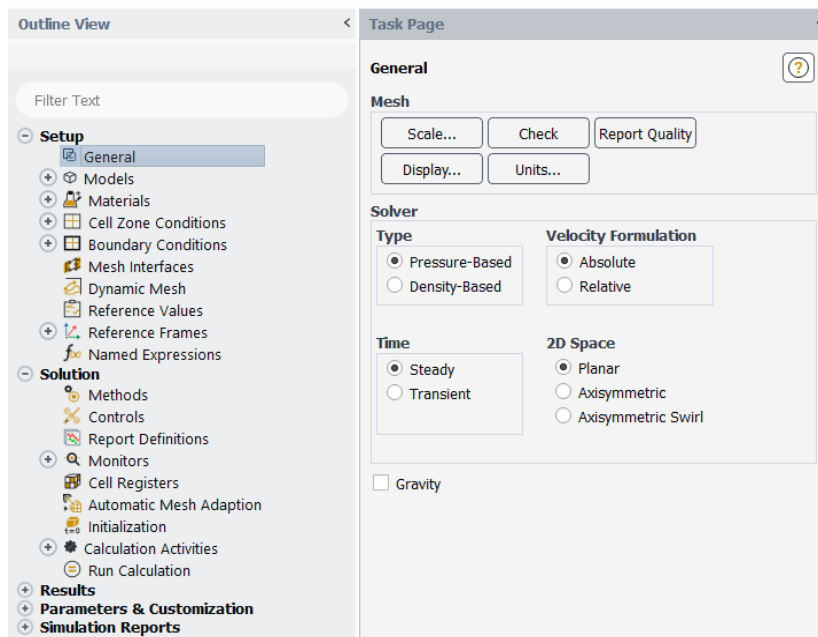 Outline View
Filter Text
Setup
General
Models
Materials
Cell Zone Conditions
Boundary Conditions
Mesh Interfaces
Dynamic Mesh
Reference Values
Reference Frames
Named Expressions
Solution
Methods
Controls
Report Definitions
Monitors
Cell Registers
Automatic Mesh Adaption
Initialization
Calculation Activities
Run Calculation
Results
Parameters & Customization
Simulation Reports
Task Page
General
Mesh
Scale... Check Report Quality
Display... Units...
Solver
Type Velocity Formulation
Pressure-Based Absolute
Density-Based Relative
Time 2D Space
Steady Planar
Transient Axisymmetric
Axisymmetric Swirl
Gravity